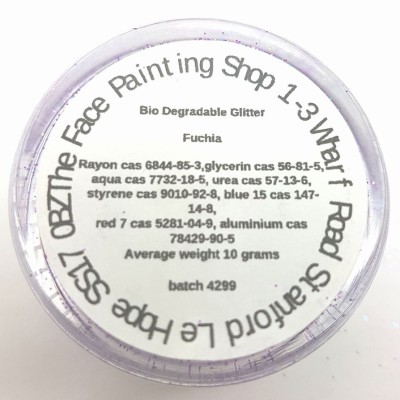 The Face Painting Shop 1-3 Wharf Road Stanford Le Hope SS17 0BZ
Bio Degradable Glitter
Fuchia
Rayon cas 6844-85-3,glycerin cas 56-81-5,
aqua cas 7732-18-5, urea cas 57-13-6,
styrene cas 9010-92-8, blue 15 cas 147-
14-8,
red 7 cas 5281-04-9, aluminium cas
78429-90-5
Average weight 10 grams
batch 4299